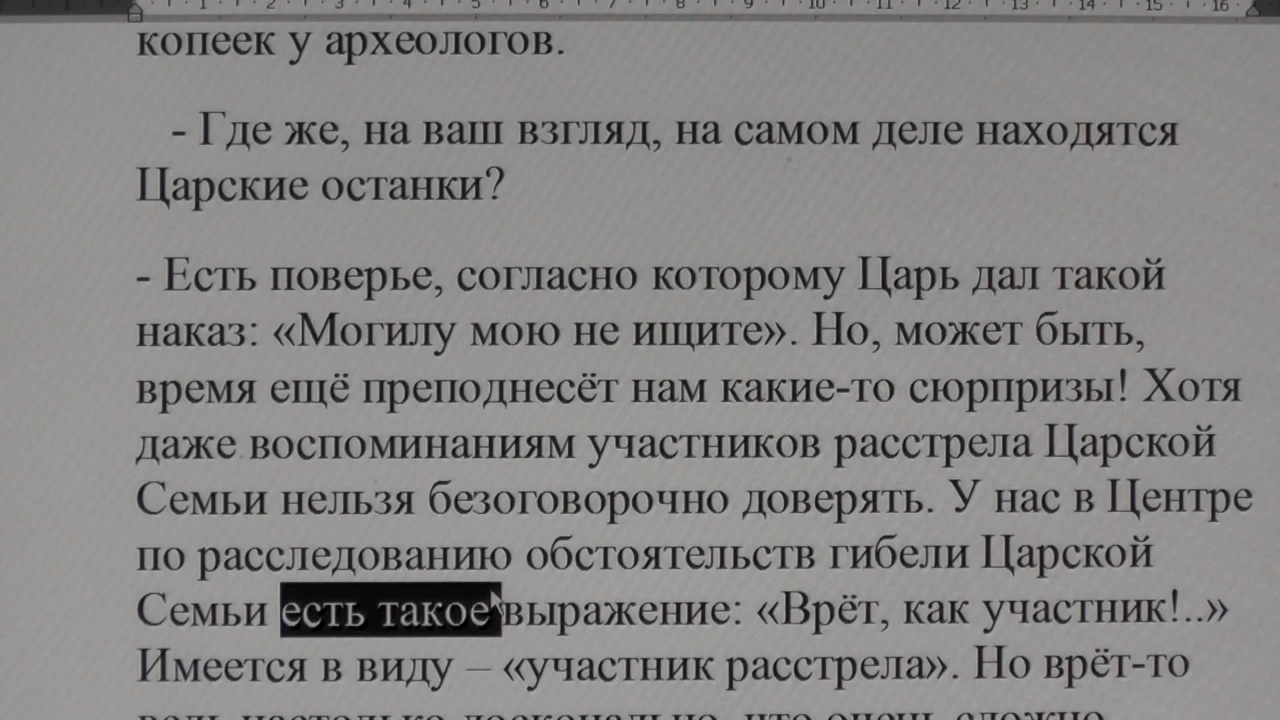 копеек у археологов.
- Где же, на ваш взгляд, на самом деле находятся
Царские останки?
- Есть поверье, согласно которому Царь дал такой
наказ: «Могилу мою не ищите». Но, может быть,
время ещё преподнесёт нам какие-то сюрпризы! Хотя
даже воспоминаниям участников расстрела Царской
Семьи нельзя безоговорочно доверять. У нас в Центре
по расследованию обстоятельств гибели Царской
Семьи есть такое выражение: «Врёт, как участник!..»
Имеется в виду – «участник расстрела». Но врёт-то